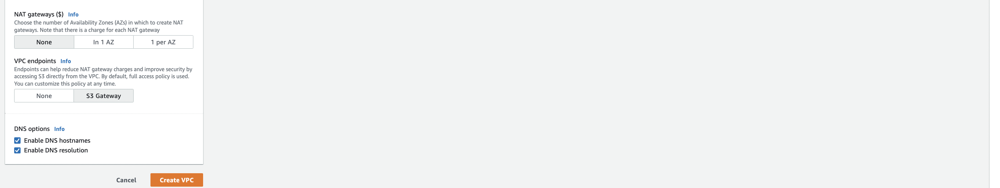 NAT gateways ($) Info
Choose the number of Availability Zones (AZs) in which to create NAT
gateways. Note that there is a charge for each NAT gateway
None In 1 AZ 1 per AZ
VPC endpoints Info
Endpoints can help reduce NAT gateway charges and improve security by
accessing S3 directly from the VPC. By default, full access policy is used.
You can customize this policy at any time.
None S3 Gateway
DNS options Info
Enable DNS hostnames
Enable DNS resolution
Cancel Create VPC